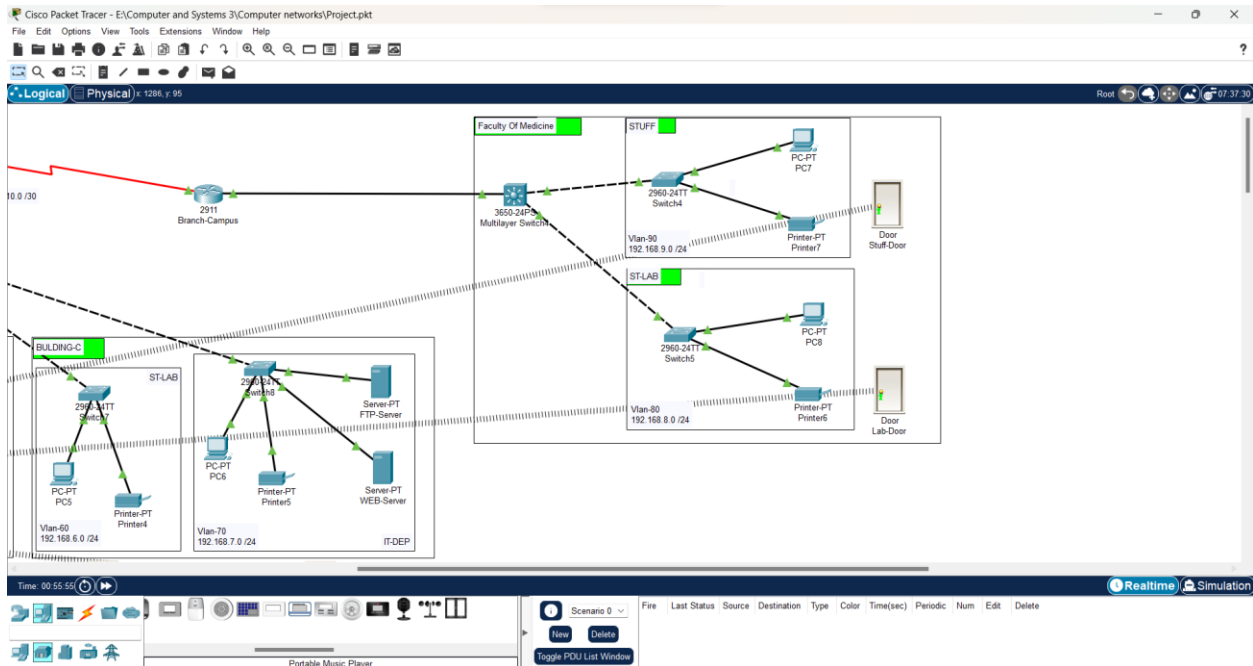 Cisco Packet Tracer - E:\Computer and Systems 3\Computer networks\Project.pkt
File Edit Options View Tools Extensions Window Help
?
Logical Physical x: 1286, y: 95
Root 07:37:30
Faculty Of Medicine
STUFF
PC-PT
PC7
2960-24TT
Switch4
Printer-PT
Printer7
Vlan-90
192.168.9.0 /24
Door
Stuff-Door
10.0 /30
2911
Branch-Campus
3650-24PS
Multilayer Switch
ST-LAB
PC-PT
PC8
2960-24TT
Switch5
Printer-PT
Printer6
Vlan-80
192.168.8.0 /24
Door
Lab-Door
BULDING-C
ST-LAB
2960-24TT
Switch7
PC-PT
PC5
Printer-PT
Printer4
Vlan-60
192.168.6.0 /24
2960-24TT
Switch8
Server-PT
FTP-Server
PC-PT
PC6
Printer-PT
Printer5
Server-PT
WEB-Server
Vlan-70
192.168.7.0 /24
IT-DEP
Time: 00:55:55
Realtime Simulation
Scenario 0
New Delete
Toggle PDU List Window
Fire Last Status Source Destination Type Color Time(sec) Periodic Num Edit Delete
Portable Music Player